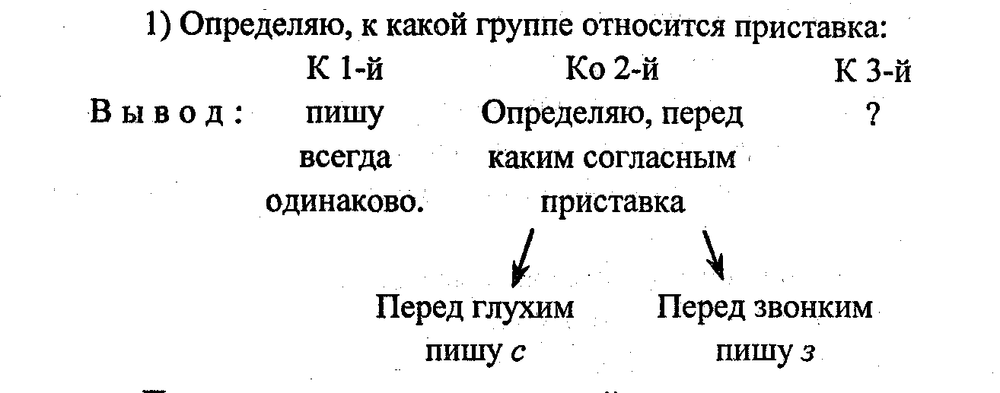 1) Определяю, к какой группе относится приставка:
К 1-й Ко 2-й К 3-й
Вывод: пишу Определяю, перед ?
всегда каким согласным
одинаково. приставка
Перед глухим Перед звонким
пишу с пишу з